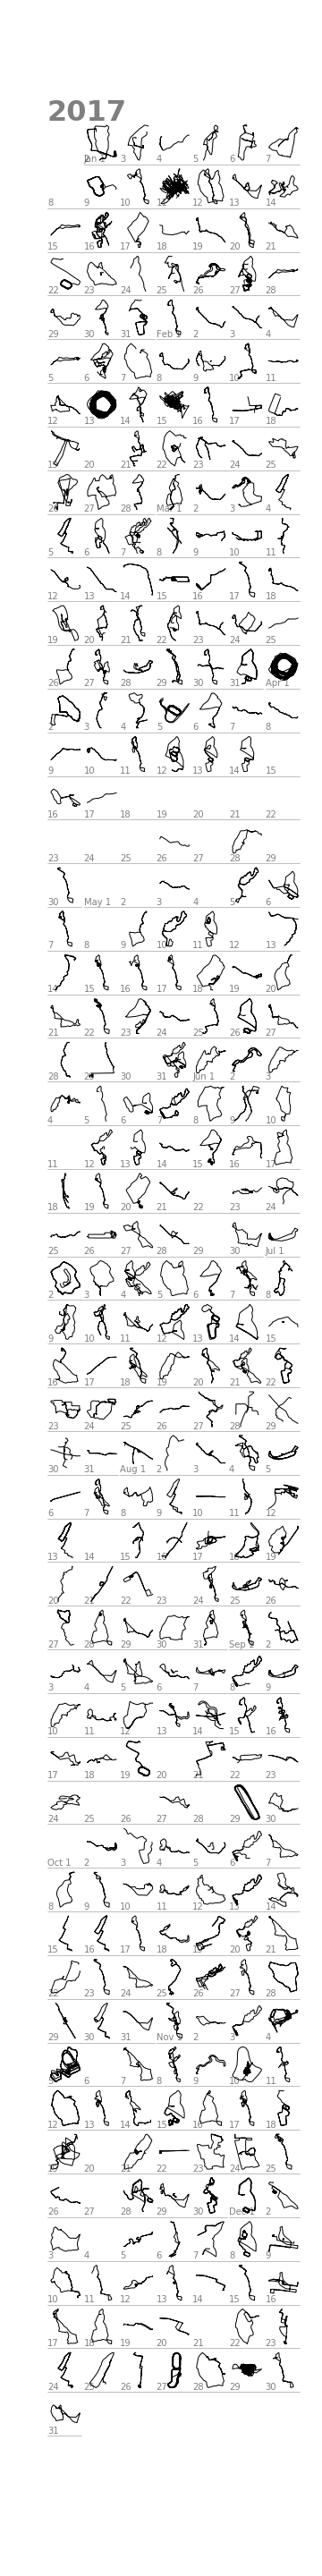 2017
Jan 1 2 3 4 5 6 7
8 9 10 11 12 13 14
15 16 17 18 19 20 21
22 23 24 25 26 27 28
29 30 31 Feb 1 2 3 4
5 6 7 8 9 10 11
12 13 14 15 16 17 18
19 20 21 22 23 24 25
26 27 28 Mar 1 2 3 4
5 6 7 8 9 10 11
12 13 14 15 16 17 18
19 20 21 22 23 24 25
26 27 28 29 30 31 Apr 1
2 3 4 5 6 7 8
9 10 11 12 13 14 15
16 17 18 19 20 21 22
23 24 25 26 27 28 29
30 May 1 2 3 4 5 6
7 8 9 10 11 12 13
14 15 16 17 18 19 20
21 22 23 24 25 26 27
28 29 30 31 Jun 1 2 3
4 5 6 7 8 9 10
11 12 13 14 15 16 17
18 19 20 21 22 23 24
25 26 27 28 29 30 Jul 1
2 3 4 5 6 7 8
9 10 11 12 13 14 15
16 17 18 19 20 21 22
23 24 25 26 27 28 29
30 31 Aug 1 2 3 4 5
6 7 8 9 10 11 12
13 14 15 16 17 18 19
20 21 22 23 24 25 26
27 28 29 30 31 Sep 1 2
3 4 5 6 7 8 9
10 11 12 13 14 15 16
17 18 19 20 21 22 23
24 25 26 27 28 29 30
Oct 1 2 3 4 5 6 7
8 9 10 11 12 13 14
15 16 17 18 19 20 21
22 23 24 25 26 27 28
29 30 31 Nov 1 2 3 4
5 6 7 8 9 10 11
12 13 14 15 16 17 18
19 20 21 22 23 24 25
26 27 28 29 30 Dec 1 2
3 4 5 6 7 8 9
10 11 12 13 14 15 16
17 18 19 20 21 22 23
24 25 26 27 28 29 30
31